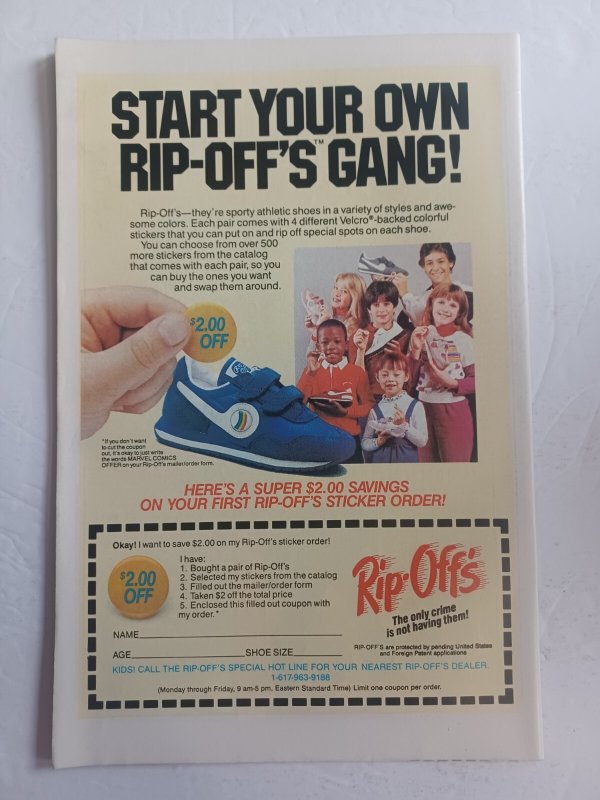 START YOUR OWN
RIP-OFF'S™ GANG!
Rip-Off's—they're sporty athletic shoes in a variety of styles and awe-
some colors. Each pair comes with 4 different Velcro®-backed colorful
stickers that you can put on and rip off special spots on each shoe.
You can choose from over 500
more stickers from the catalog
that comes with each pair, so you
can buy the ones you want
and swap them around.
$2.00
OFF
*If you don't want
to cut the coupon
out, it's okay to just write
the words MARVEL COMICS
OFFER on your Rip-Off's mailer/order form.
HERE'S A SUPER $2.00 SAVINGS
ON YOUR FIRST RIP-OFF'S STICKER ORDER!
Okay! I want to save $2.00 on my Rip-Off's sticker order!
$2.00
OFF
I have:
1. Bought a pair of Rip-Off's
2. Selected my stickers from the catalog
3. Filled out the mailer/order form
4. Taken $2 off the total price
5. Enclosed this filled out coupon with
my order.*
NAME
AGE SHOE SIZE
Rip-Off's
The only crime
is not having them!
RIP-OFF'S are protected by pending United States
and Foreign Patent applications
KIDS! CALL THE RIP-OFF'S SPECIAL HOT LINE FOR YOUR NEAREST RIP-OFF'S DEALER.
1-617-963-9188
(Monday through Friday, 9 am-5 pm, Eastern Standard Time) Limit one coupon per order.